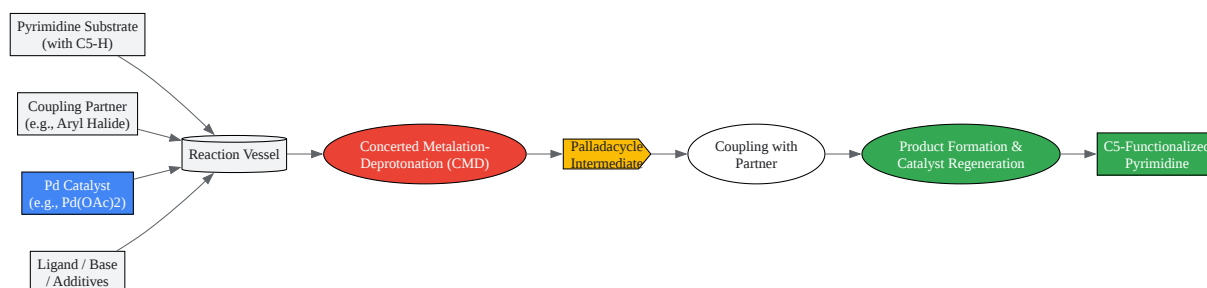 Pyrimidine Substrate
(with C5-H)
Coupling Partner
(e.g., Aryl Halide)
Pd Catalyst
(e.g., Pd(OAc)2)
Ligand / Base
/ Additives
Reaction Vessel
Concerted Metalation-
Deprotonation (CMD)
Palladacycle
Intermediate
Coupling with
Partner
Product Formation &
Catalyst Regeneration
C5-Functionalized
Pyrimidine